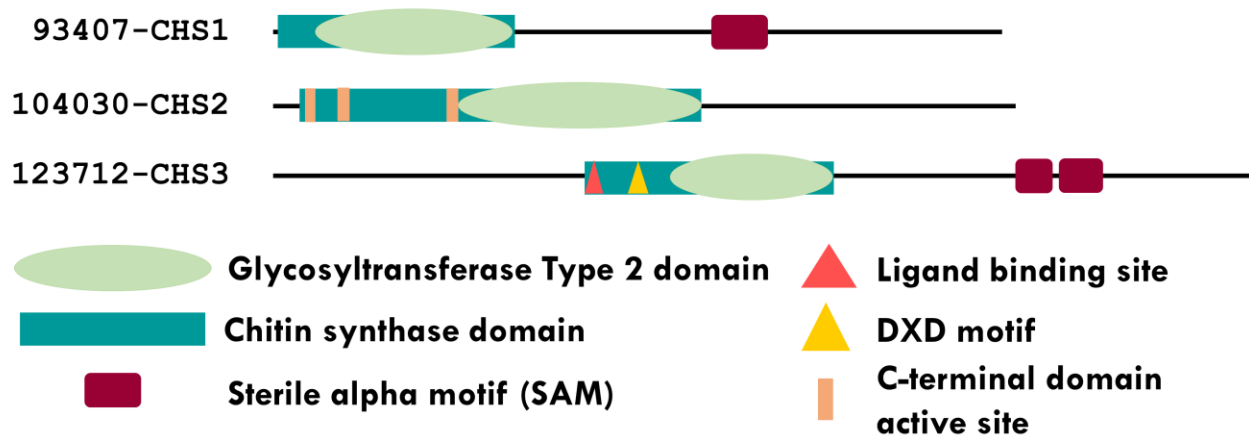 93407-CHS1
104030-CHS2
123712-CHS3
Glycosyltransferase Type 2 domain
Chitin synthase domain
Sterile alpha motif (SAM)
Ligand binding site
DXD motif
C-terminal domain
active site